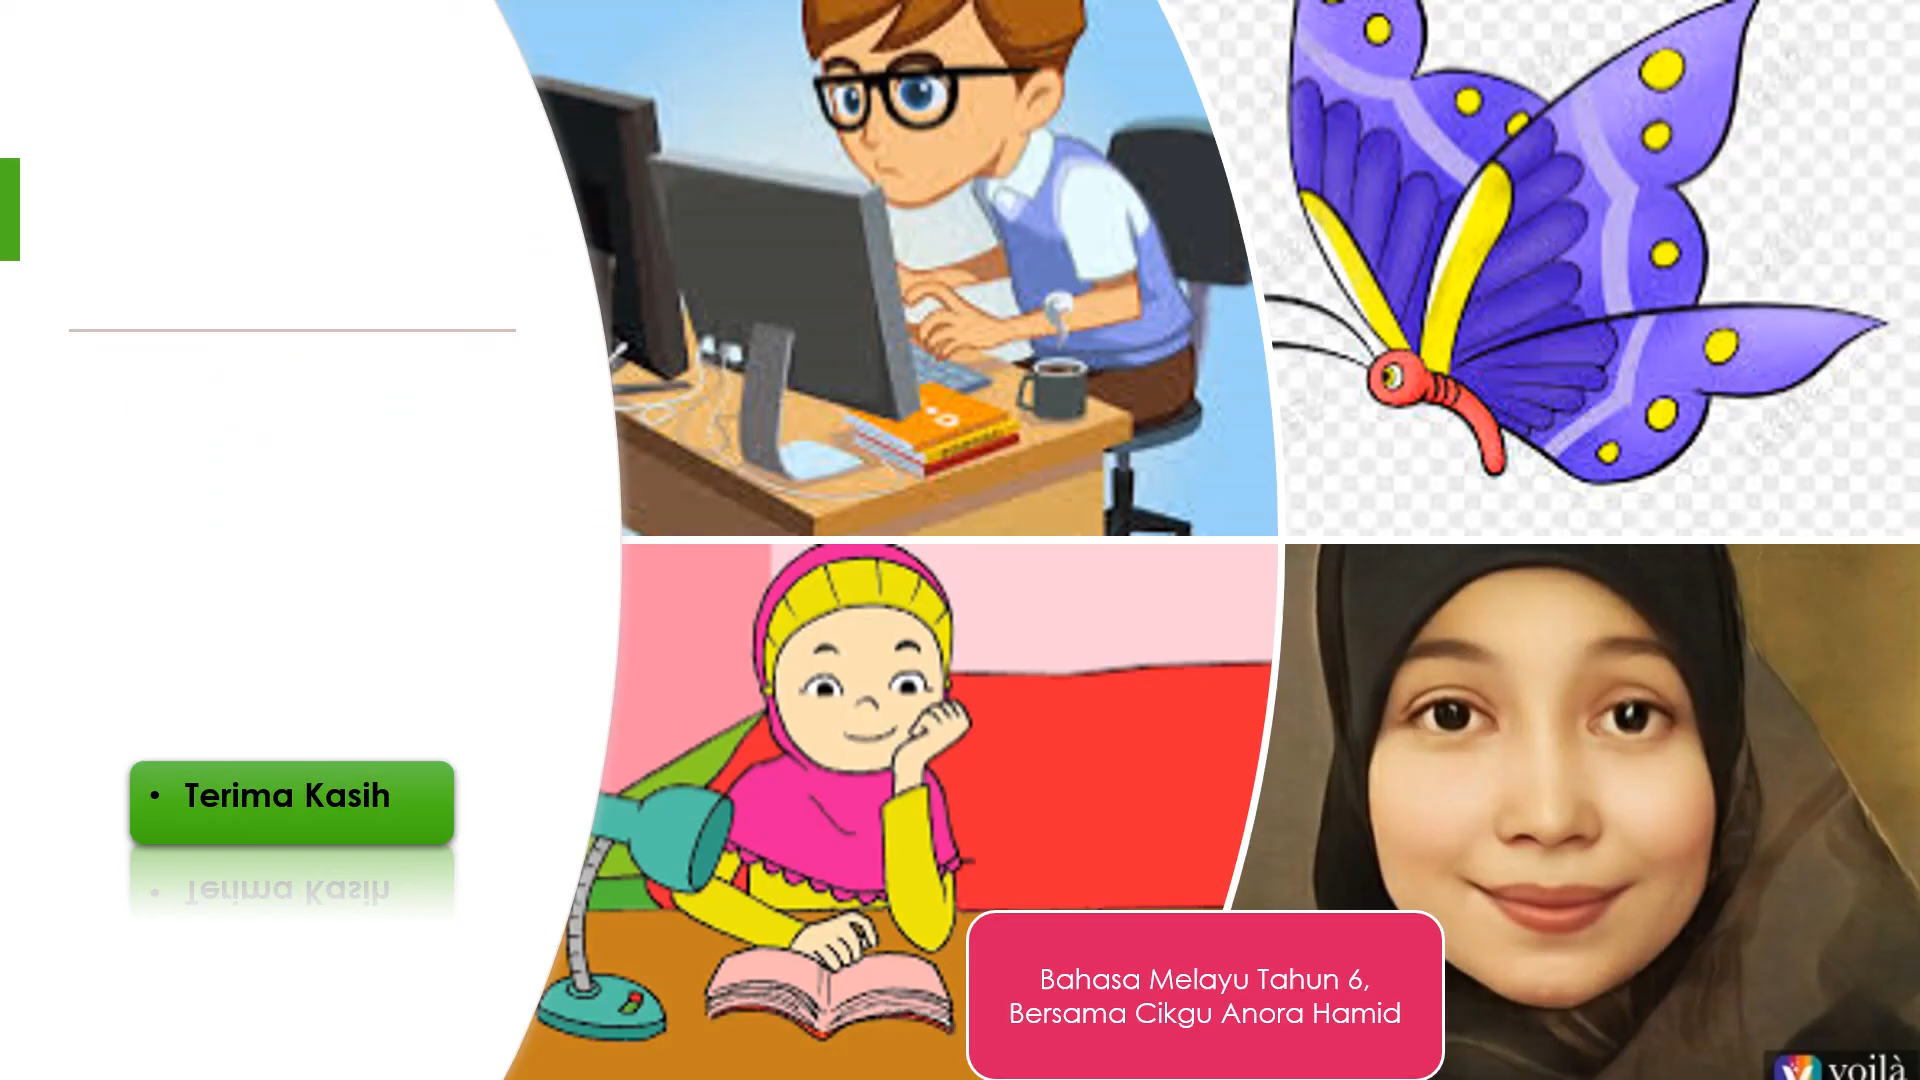 • Terima Kasih
Bahasa Melayu Tahun 6,
Bersama Cikgu Anora Hamid
voilà